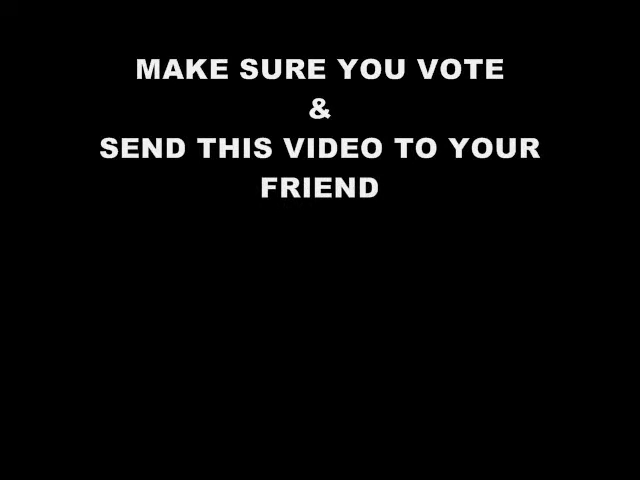 MAKE SURE YOU VOTE
&
SEND THIS VIDEO TO YOUR
FRIEND